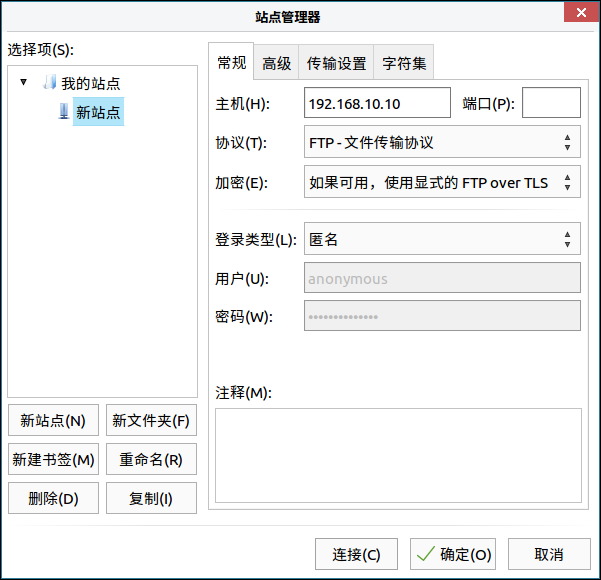 站点管理器
选择项(S):
我的站点
新站点
新站点(N)
新文件夹(F)
新建书签(M)
重命名(R)
删除(D)
复制(I)
常规
高级
传输设置
字符集
主机(H):
192.168.10.10
端口(P):
协议(T):
FTP - 文件传输协议
加密(E):
如果可用，使用显式的 FTP over TLS
登录类型(L):
匿名
用户(U):
anonymous
密码(W):
••••••••••••••
注释(M):
连接(C)
确定(O)
取消